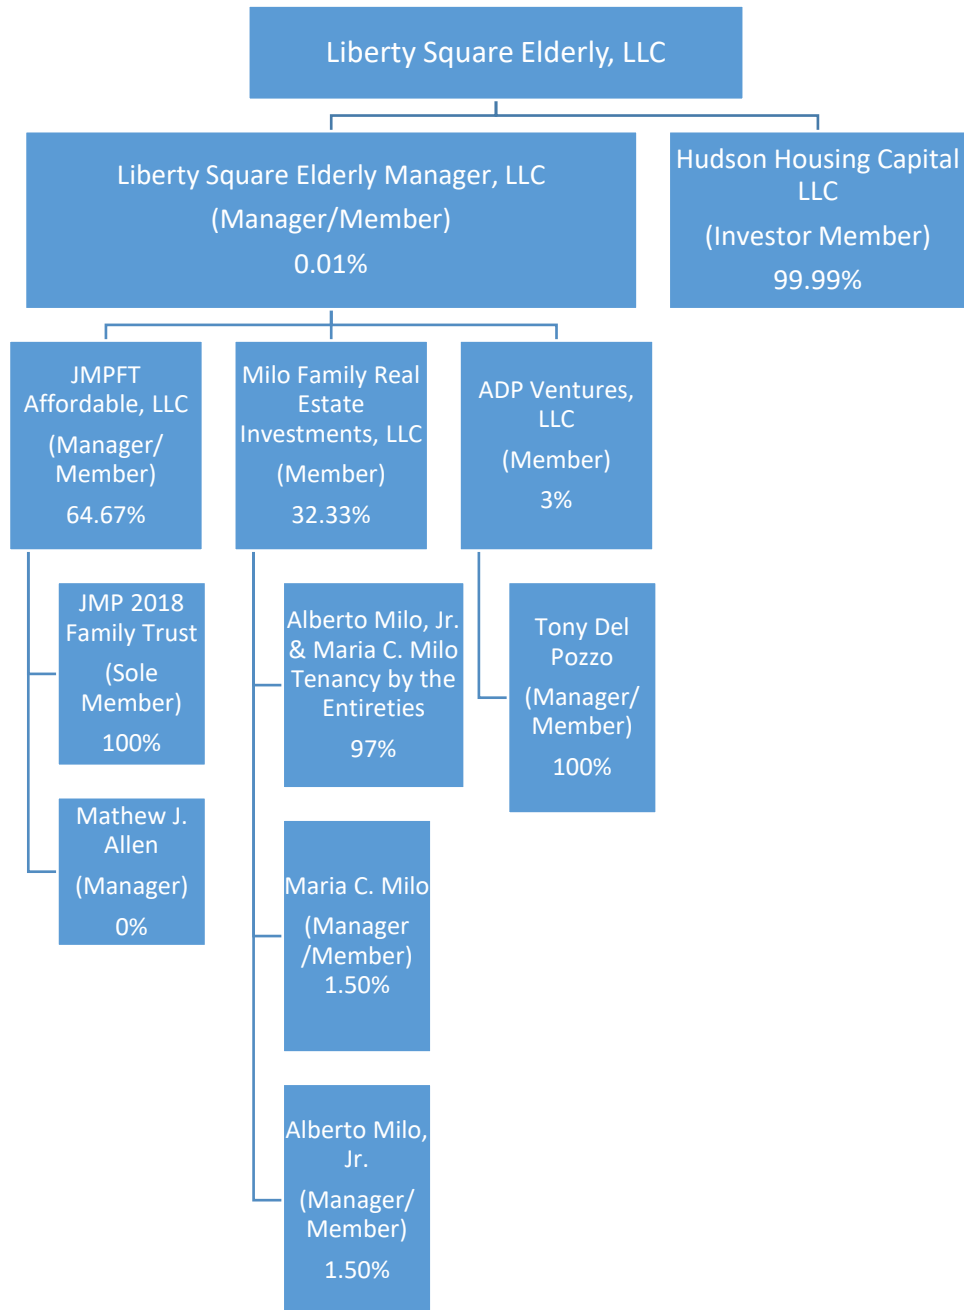 Liberty Square Elderly, LLC
Liberty Square Elderly Manager, LLC
(Manager/Member)
0.01%
Hudson Housing Capital
LLC
(Investor Member)
99.99%
JMPFT
Affordable, LLC
(Manager/
Member)
64.67%
Milo Family Real
Estate
Investments, LLC
(Member)
32.33%
ADP Ventures,
LLC
(Member)
3%
JMP 2018
Family Trust
(Sole
Member)
100%
Mathew J.
Allen
(Manager)
0%
Alberto Milo, Jr.
& Maria C. Milo
Tenancy by the
Entireties
97%
Maria C. Milo
(Manager
/Member)
1.50%
Alberto Milo,
Jr.
(Manager/
Member)
1.50%
Tony Del
Pozzo
(Manager/
Member)
100%